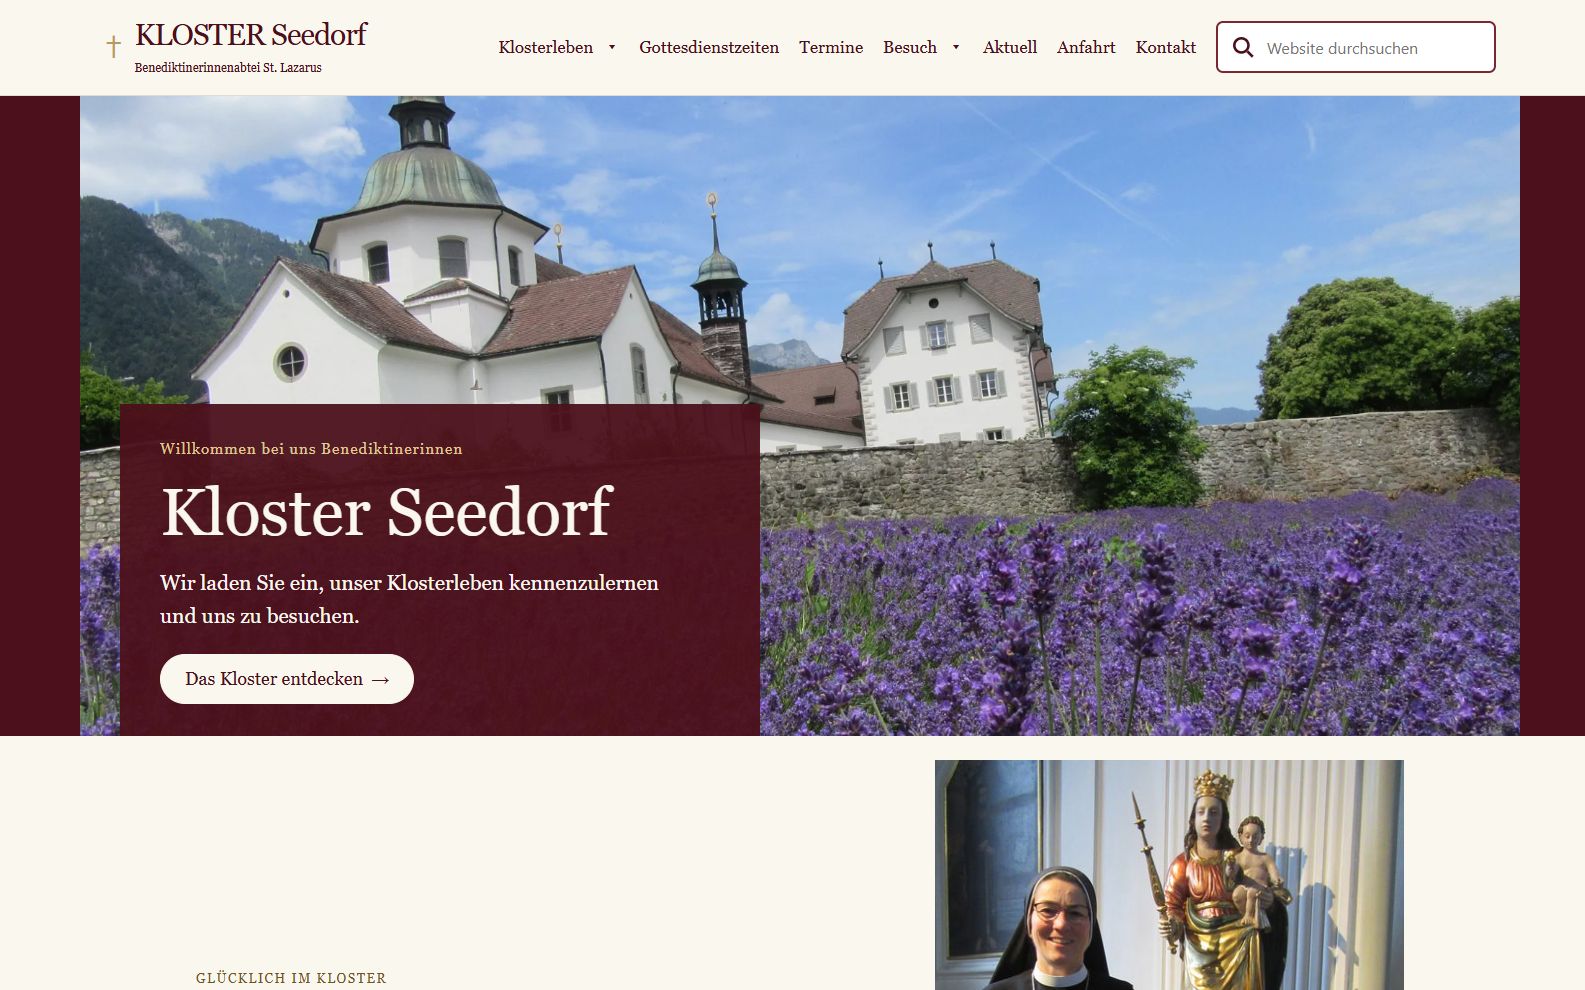 KLOSTER Seedorf
Benediktinerinnenabtei St. Lazarus
Klosterleben
Gottesdienstzeiten
Termine
Besuch
Aktuell
Anfahrt
Kontakt
Website durchsuchen
Willkommen bei uns Benediktinerinnen
Kloster Seedorf
Wir laden Sie ein, unser Klosterleben kennenzulernen
und uns zu besuchen.
Das Kloster entdecken →
GLÜCKLICH IM KLOSTER